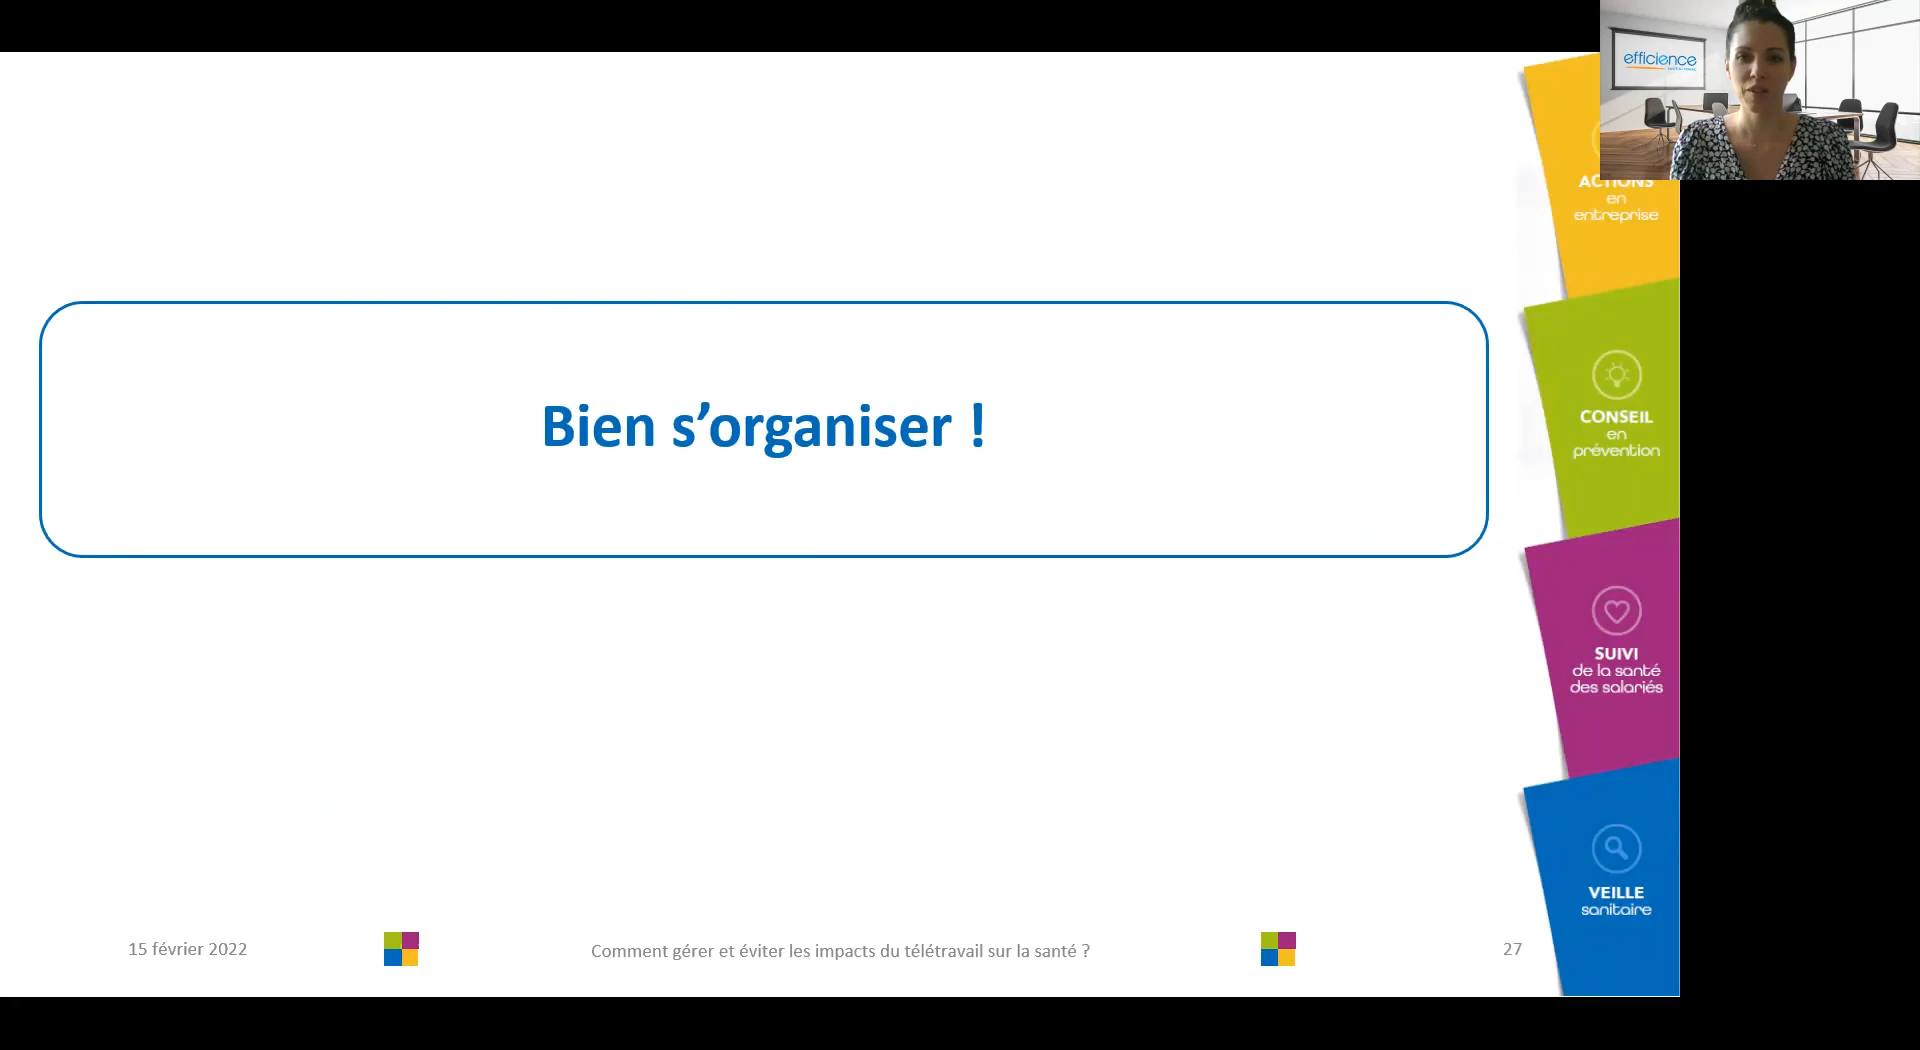 efficience
ACTIONS
en
entreprise
Bien s’organiser !
CONSEIL
en
prévention
SUIVI
de la santé
des salariés
VEILLE
sanitaire
15 février 2022
Comment gérer et éviter les impacts du télétravail sur la santé ?
27